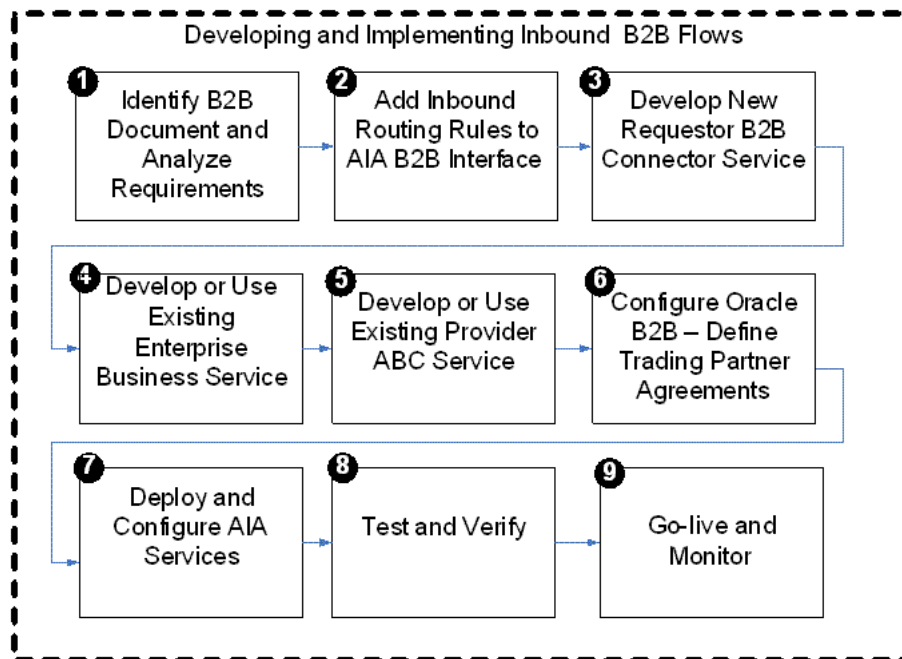 Developing and Implementing Inbound B2B Flows
1
Identify B2B
Document and
Analyze
Requirements
2
Add Inbound
Routing Rules to
AIA B2B Interface
3
Develop New
Requestor B2B
Connector Service
4
Develop or Use
Existing
Enterprise
Business Service
5
Develop or Use
Existing Provider
ABC Service
6
Configure Oracle
B2B – Define
Trading Partner
Agreements
7
Deploy and
Configure AIA
Services
8
Test and Verify
9
Go-live and
Monitor